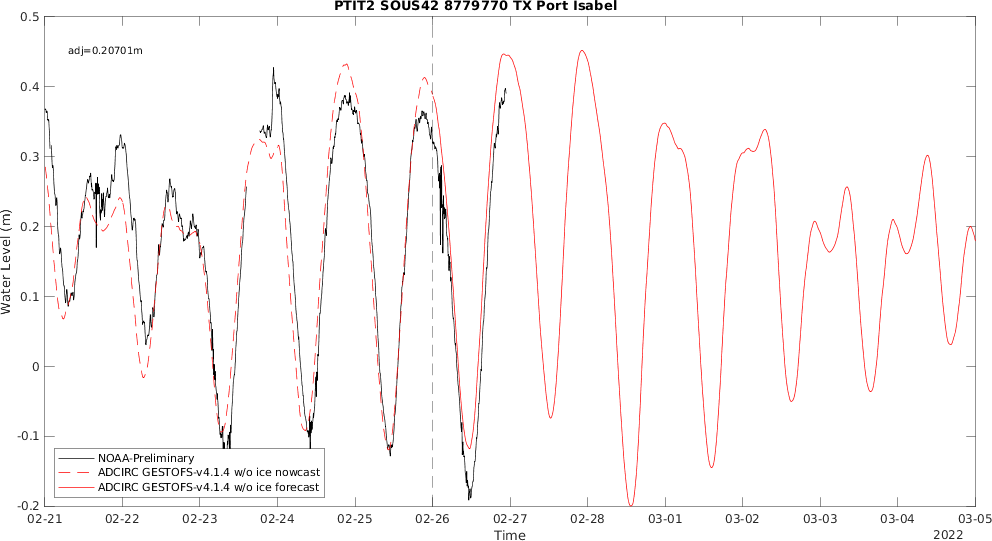 PTIT2 SOUS42 8779770 TX Port Isabel
adj=0.20701m
Water Level (m)
0.5
0.4
0.3
0.2
0.1
0
-0.1
-0.2
NOAA-Preliminary
ADCIRC GESTOFS-v4.1.4 w/o ice nowcast
ADCIRC GESTOFS-v4.1.4 w/o ice forecast
02-21 02-22 02-23 02-24 02-25 02-26 02-27 02-28 03-01 03-02 03-03 03-04 03-05
Time
2022